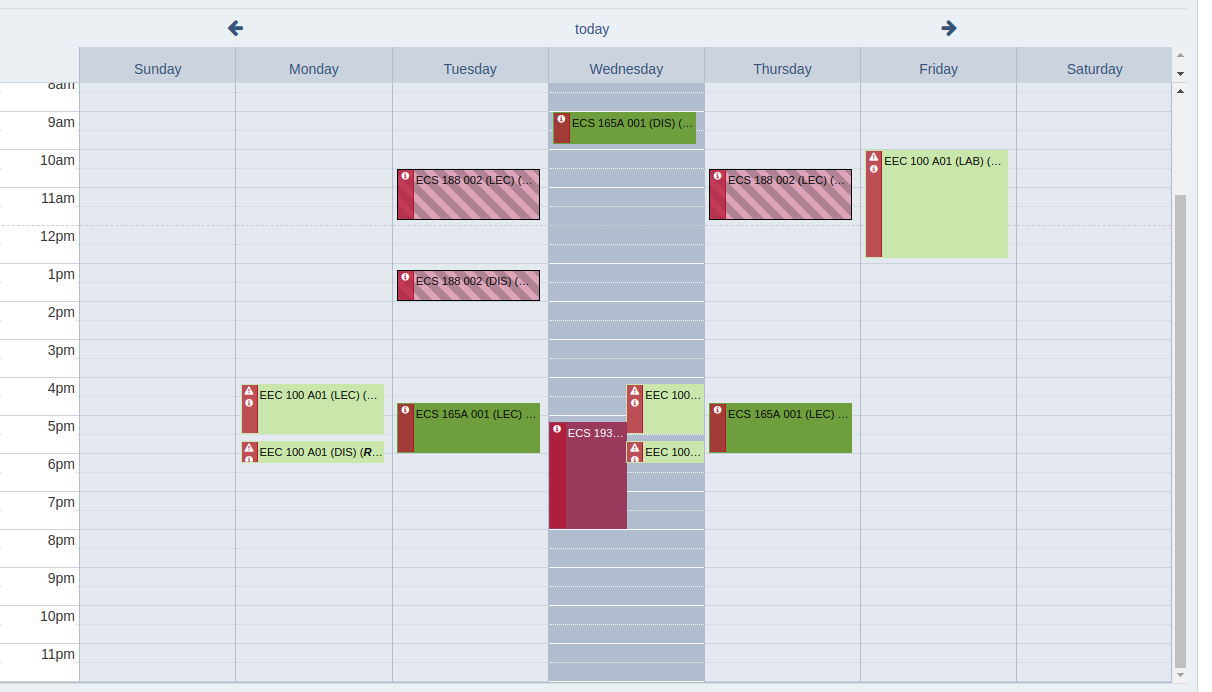 today
Sunday Monday Tuesday Wednesday Thursday Friday Saturday
8am
9am
ECS 165A 001 (DIS) (...
10am
EEC 100 A01 (LAB) (...
ECS 188 002 (LEC) (...
ECS 188 002 (LEC) (...
11am
12pm
1pm
ECS 188 002 (DIS) (...
2pm
3pm
4pm
EEC 100 A01 (LEC) (...
EEC 100...
ECS 165A 001 (LEC) ...
ECS 165A 001 (LEC) ...
5pm
ECS 193...
EEC 100 A01 (DIS) (R...
EEC 100...
6pm
7pm
8pm
9pm
10pm
11pm